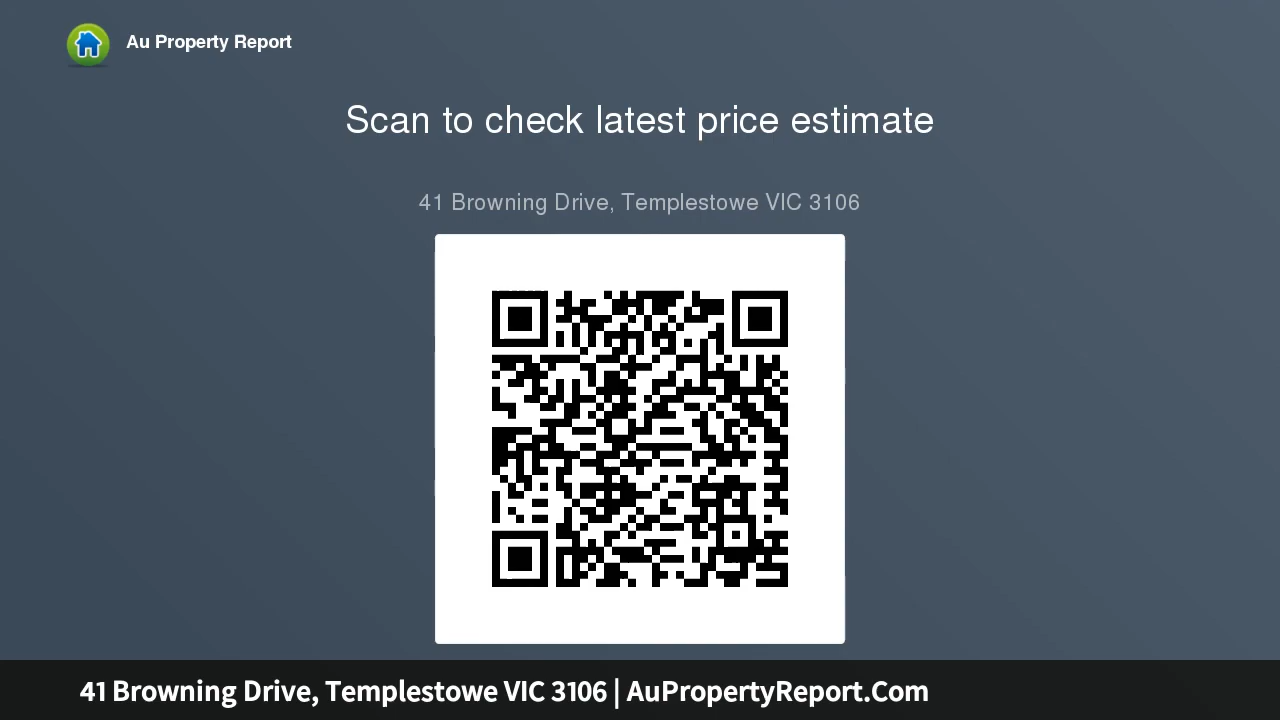 Au Property Report
Scan to check latest price estimate
41 Browning Drive, Templestowe VIC 3106
41 Browning Drive, Templestowe VIC 3106 | AuPropertyReport.Com